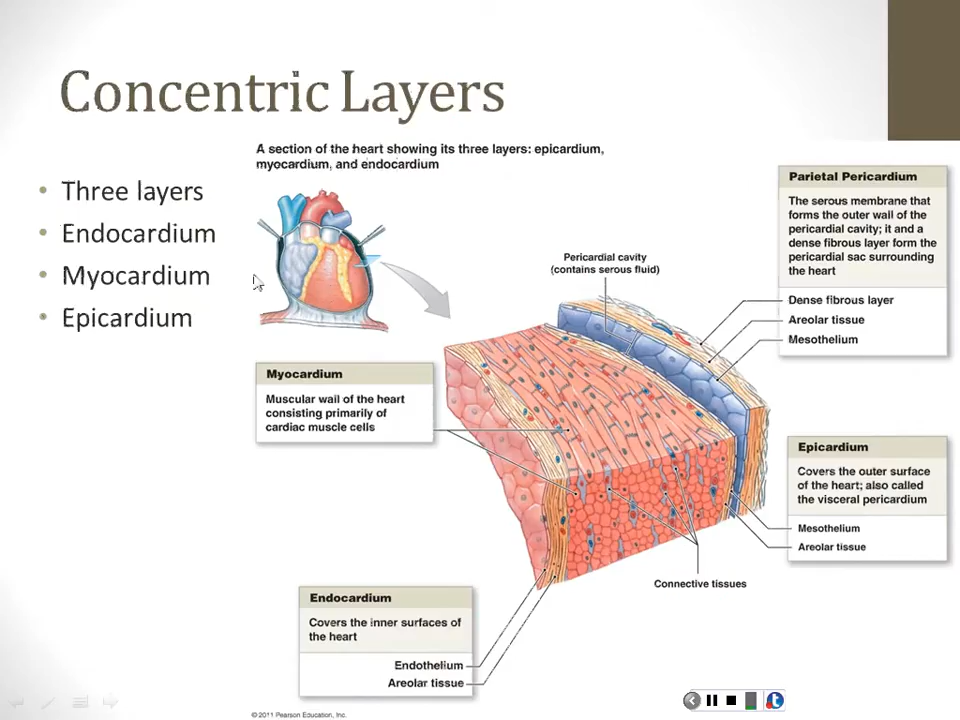 Concentric Layers
Three layers
Endocardium
Myocardium
Epicardium
A section of the heart showing its three layers: epicardium,
myocardium, and endocardium
Pericardial cavity
(contains serous fluid)
Parietal Pericardium
The serous membrane that
forms the outer wall of the
pericardial cavity; it and a
dense fibrous layer form the
pericardial sac surrounding
the heart
Dense fibrous layer
Areolar tissue
Mesothelium
Myocardium
Muscular wall of the heart
consisting primarily of
cardiac muscle cells
Epicardium
Covers the outer surface
of the heart; also called
the visceral pericardium
Mesothelium
Areolar tissue
Connective tissues
Endocardium
Covers the inner surfaces of
the heart
Endothelium
Areolar tissue
© 2011 Pearson Education, Inc.
t